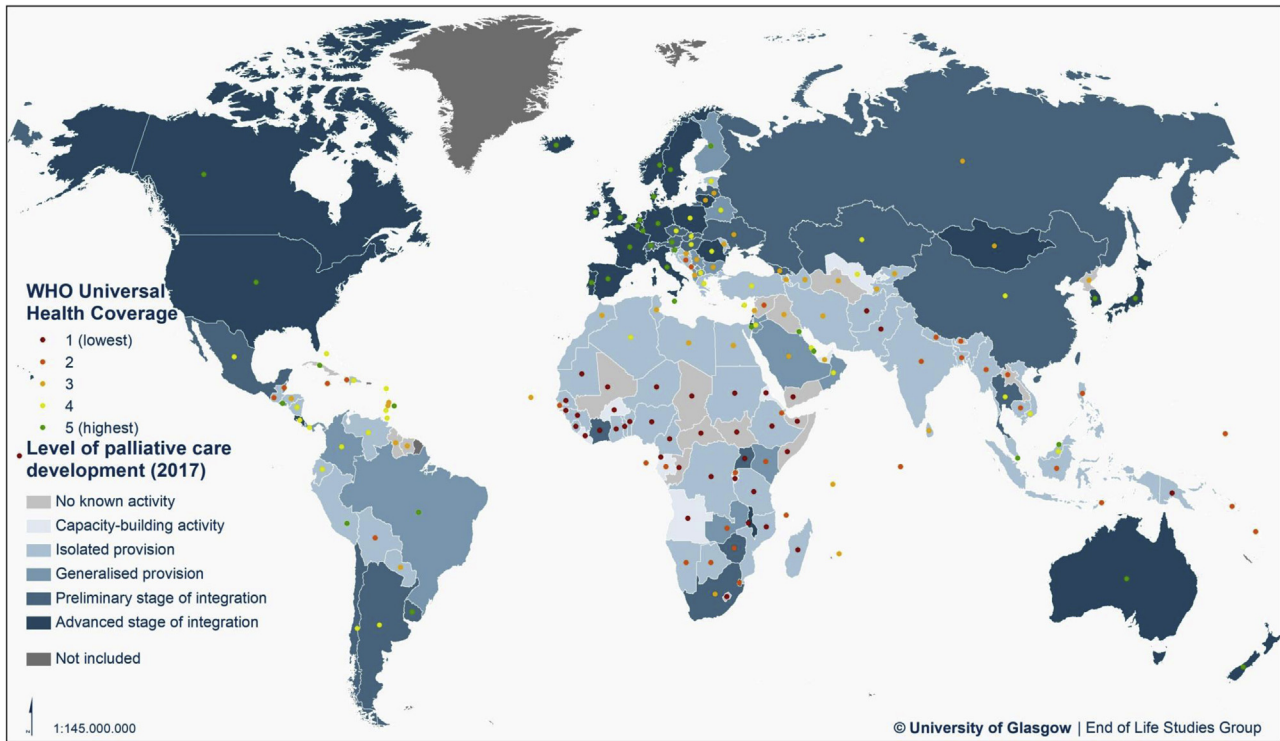 WHO Universal
Health Coverage
1 (lowest)
2
3
4
5 (highest)
Level of palliative care
development (2017)
No known activity
Capacity-building activity
Isolated provision
Generalised provision
Preliminary stage of integration
Advanced stage of integration
Not included
1:145.000.000
© University of Glasgow | End of Life Studies Group